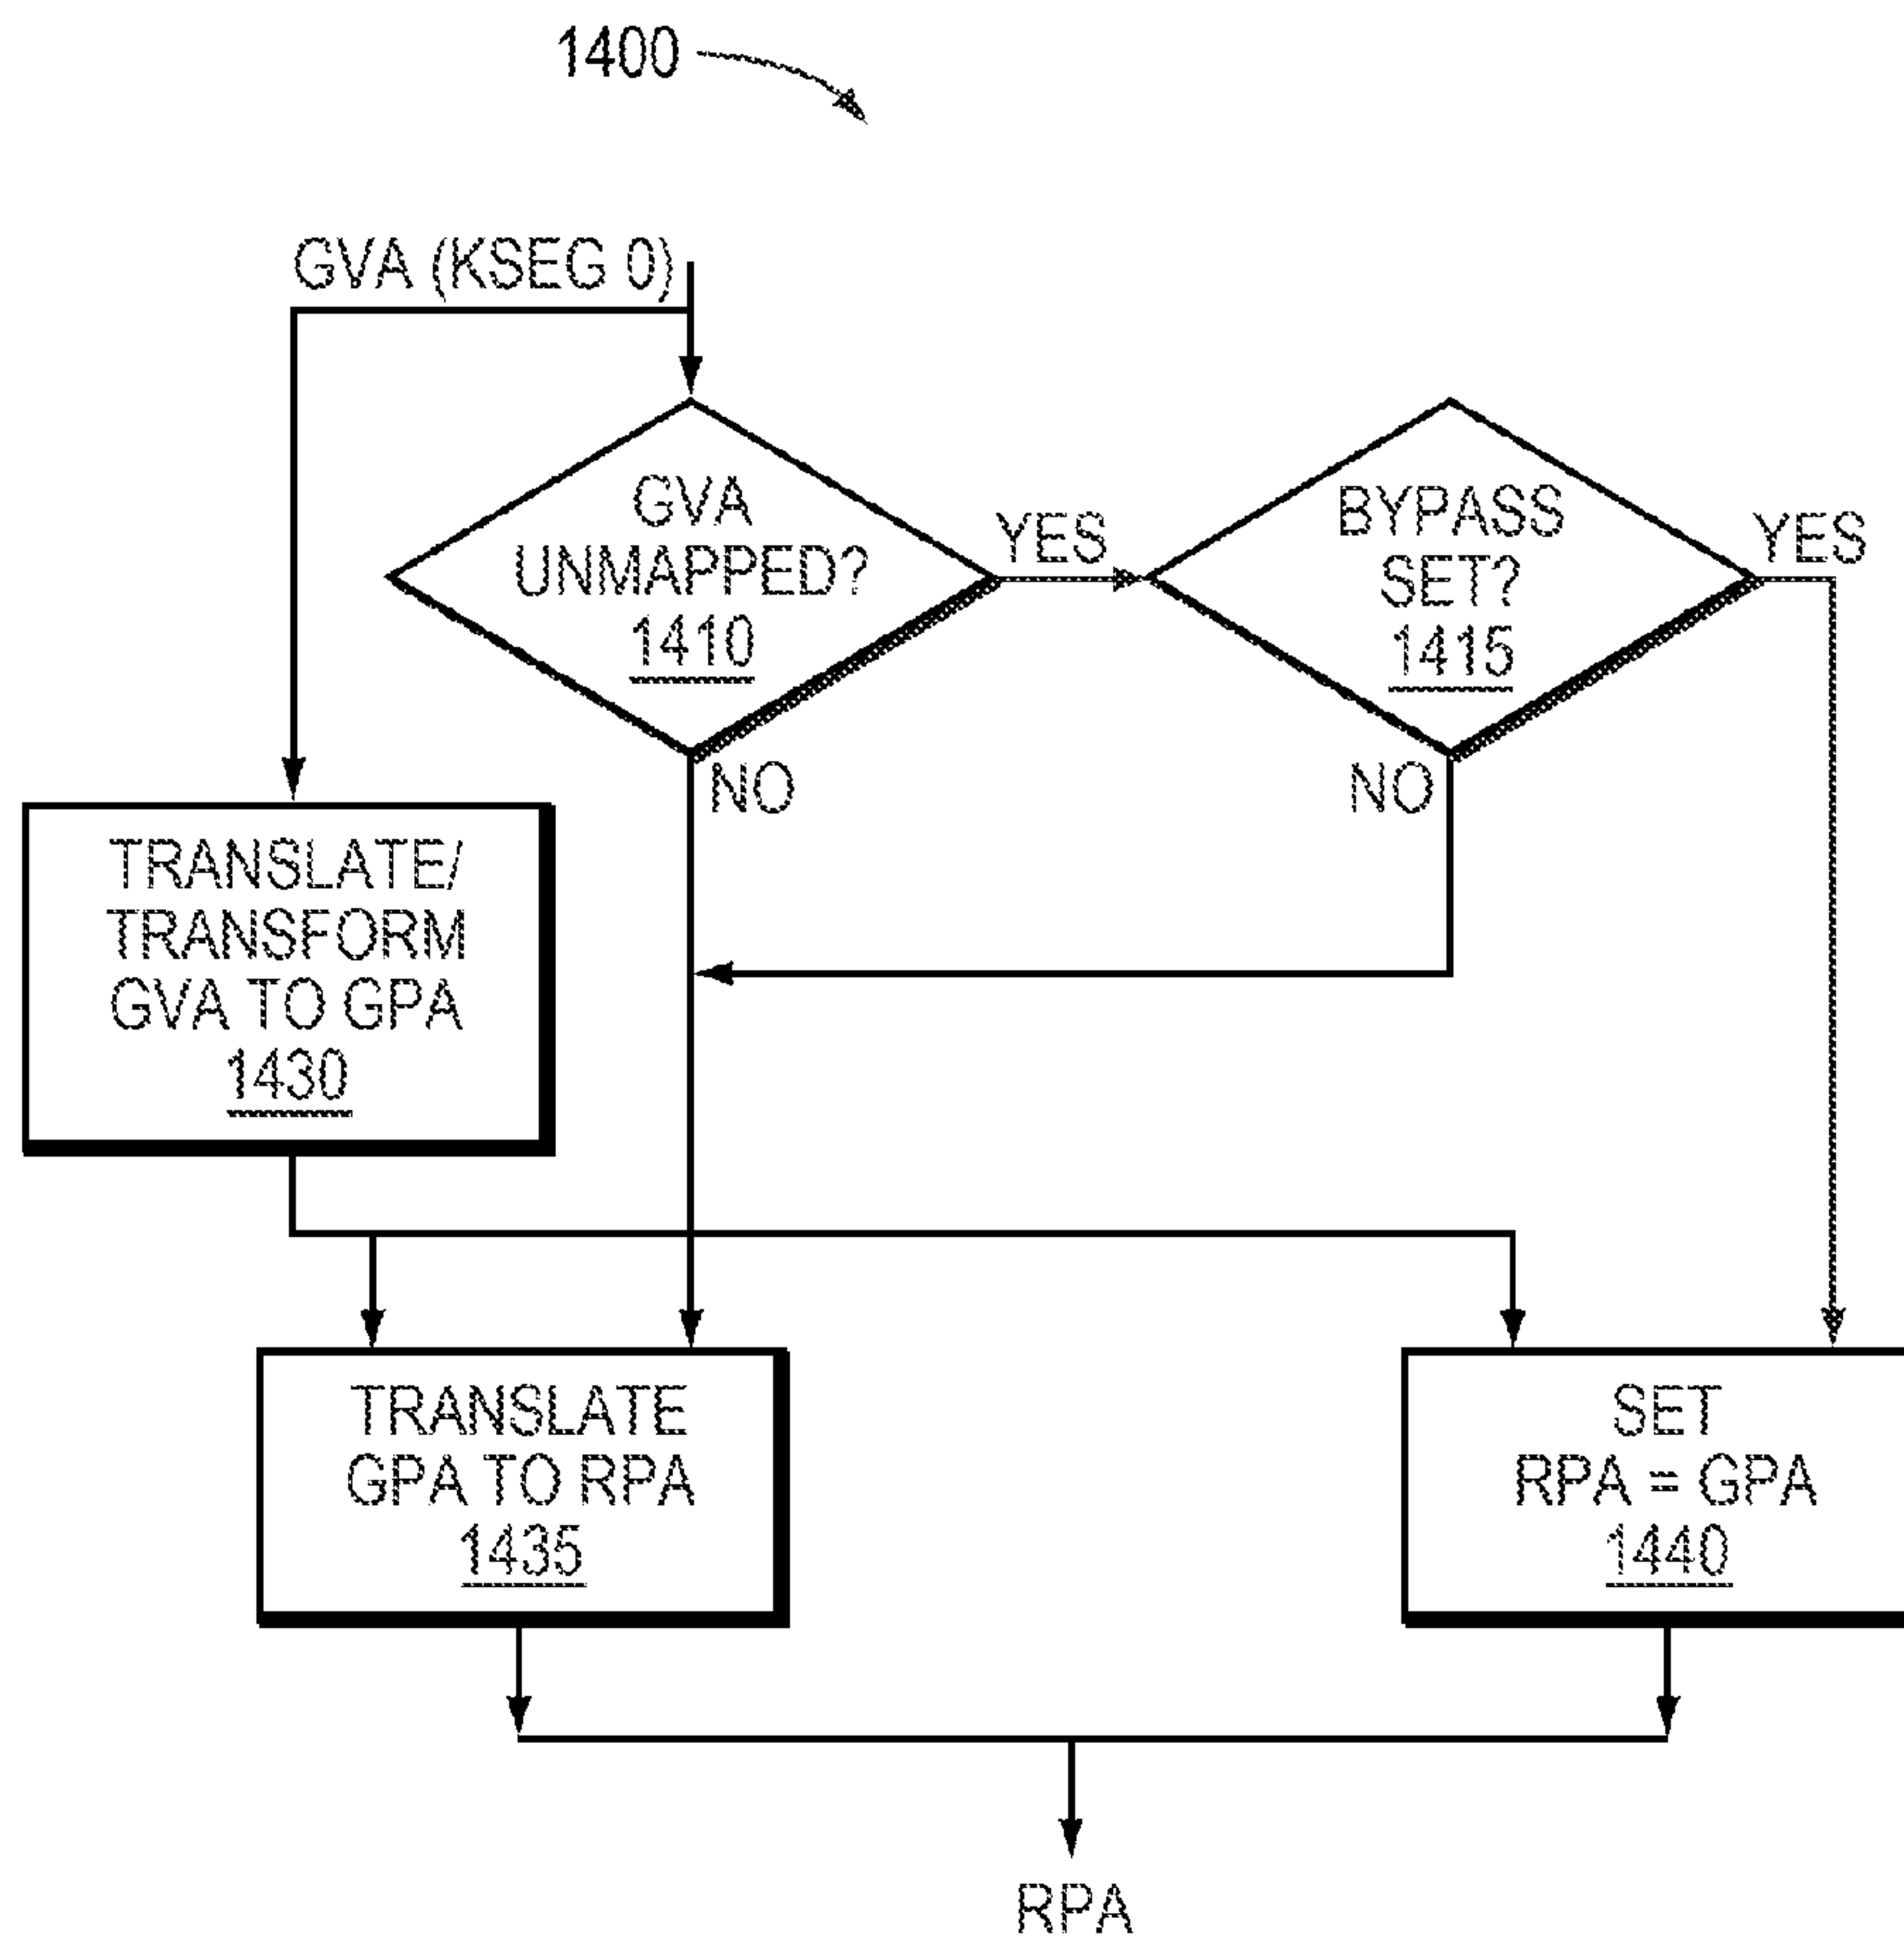 1400
GVA (KSEG 0)
GVA
UNMAPPED?
1410
YES
BYPASS
SET?
1415
YES
NO
NO
TRANSLATE/
TRANSFORM
GVA TO GPA
1430
TRANSLATE
GPA TO RPA
1435
SET
RPA = GPA
1440
RPA